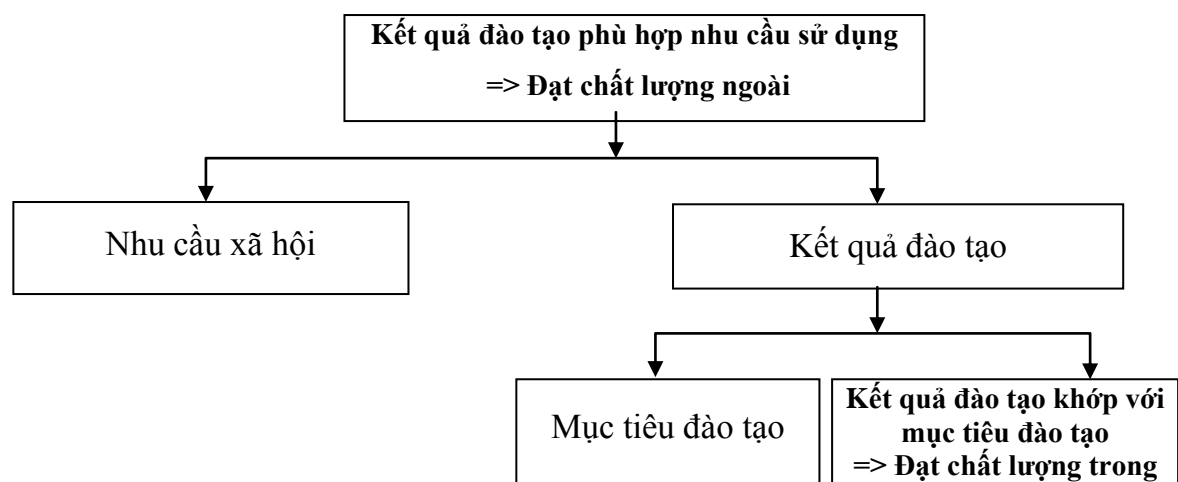 Kết quả đào tạo phù hợp nhu cầu sử dụng
=> Đạt chất lượng ngoài
Nhu cầu xã hội
Kết quả đào tạo
Mục tiêu đào tạo
Kết quả đào tạo khớp với
mục tiêu đào tạo
=> Đạt chất lượng trong